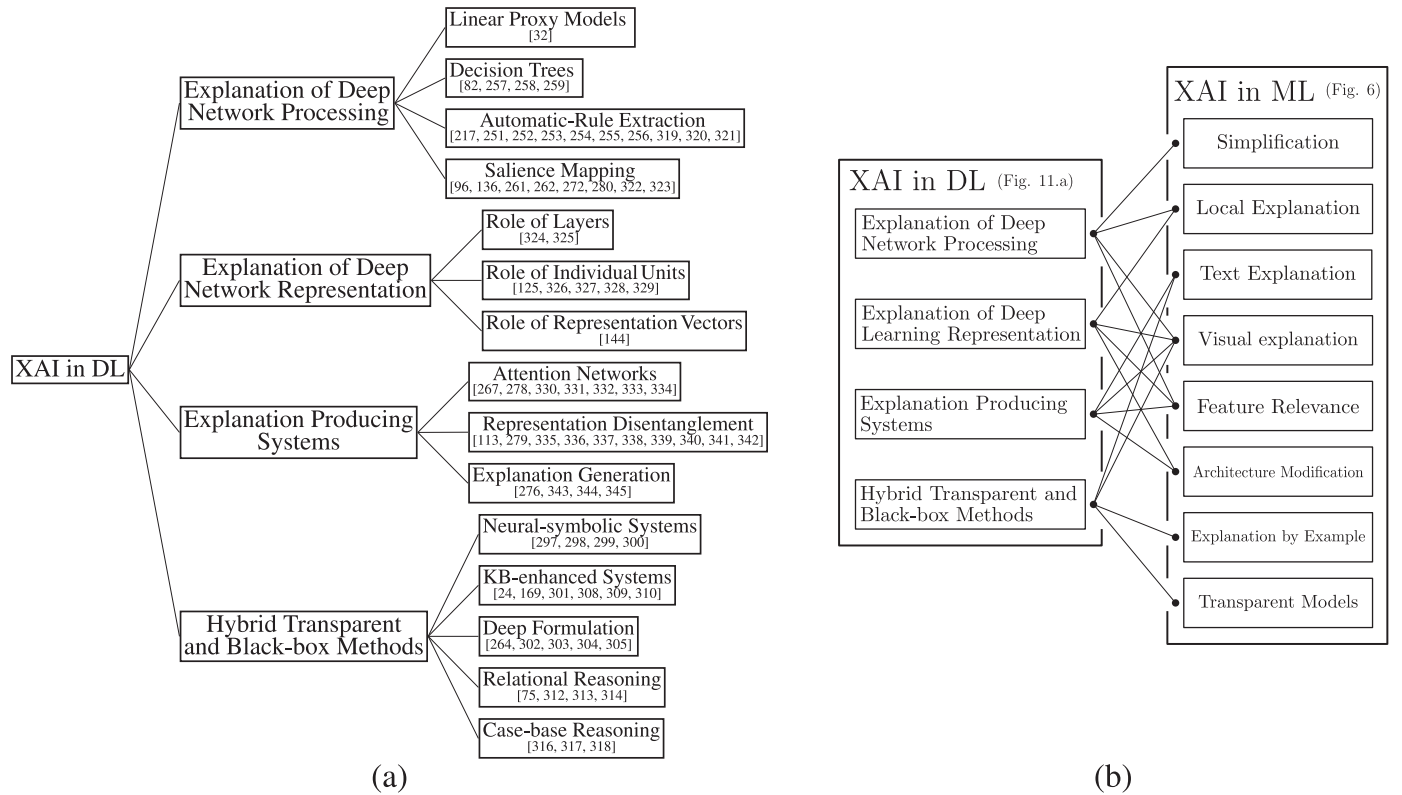 Linear Proxy Models
[32]
Decision Trees
[82, 257, 258, 259]
Explanation of Deep
Network Processing
Automatic-Rule Extraction
[217, 251, 252, 253, 254, 255, 256, 319, 320, 321]
Salience Mapping
[96, 136, 261, 262, 272, 280, 322, 323]
Role of Layers
[324, 325]
Explanation of Deep
Network Representation
Role of Individual Units
[125, 326, 327, 328, 329]
Role of Representation Vectors
[144]
XAI in DL
Attention Networks
[267, 278, 330, 331, 332, 333, 334]
Explanation Producing
Systems
Representation Disentanglement
[113, 279, 335, 336, 337, 338, 339, 340, 341, 342]
Explanation Generation
[276, 343, 344, 345]
Neural-symbolic Systems
[297, 298, 299, 300]
KB-enhanced Systems
[24, 169, 301, 308, 309, 310]
Hybrid Transparent
and Black-box Methods
Deep Formulation
[264, 302, 303, 304, 305]
Relational Reasoning
[75, 312, 313, 314]
Case-base Reasoning
[316, 317, 318]
(a)
XAI in DL (Fig. 11.a)
Explanation of Deep
Network Processing
Explanation of Deep
Learning Representation
Explanation Producing
Systems
Hybrid Transparent and
Black-box Methods
XAI in ML (Fig. 6)
Simplification
Local Explanation
Text Explanation
Visual explanation
Feature Relevance
Architecture Modification
Explanation by Example
Transparent Models
(b)